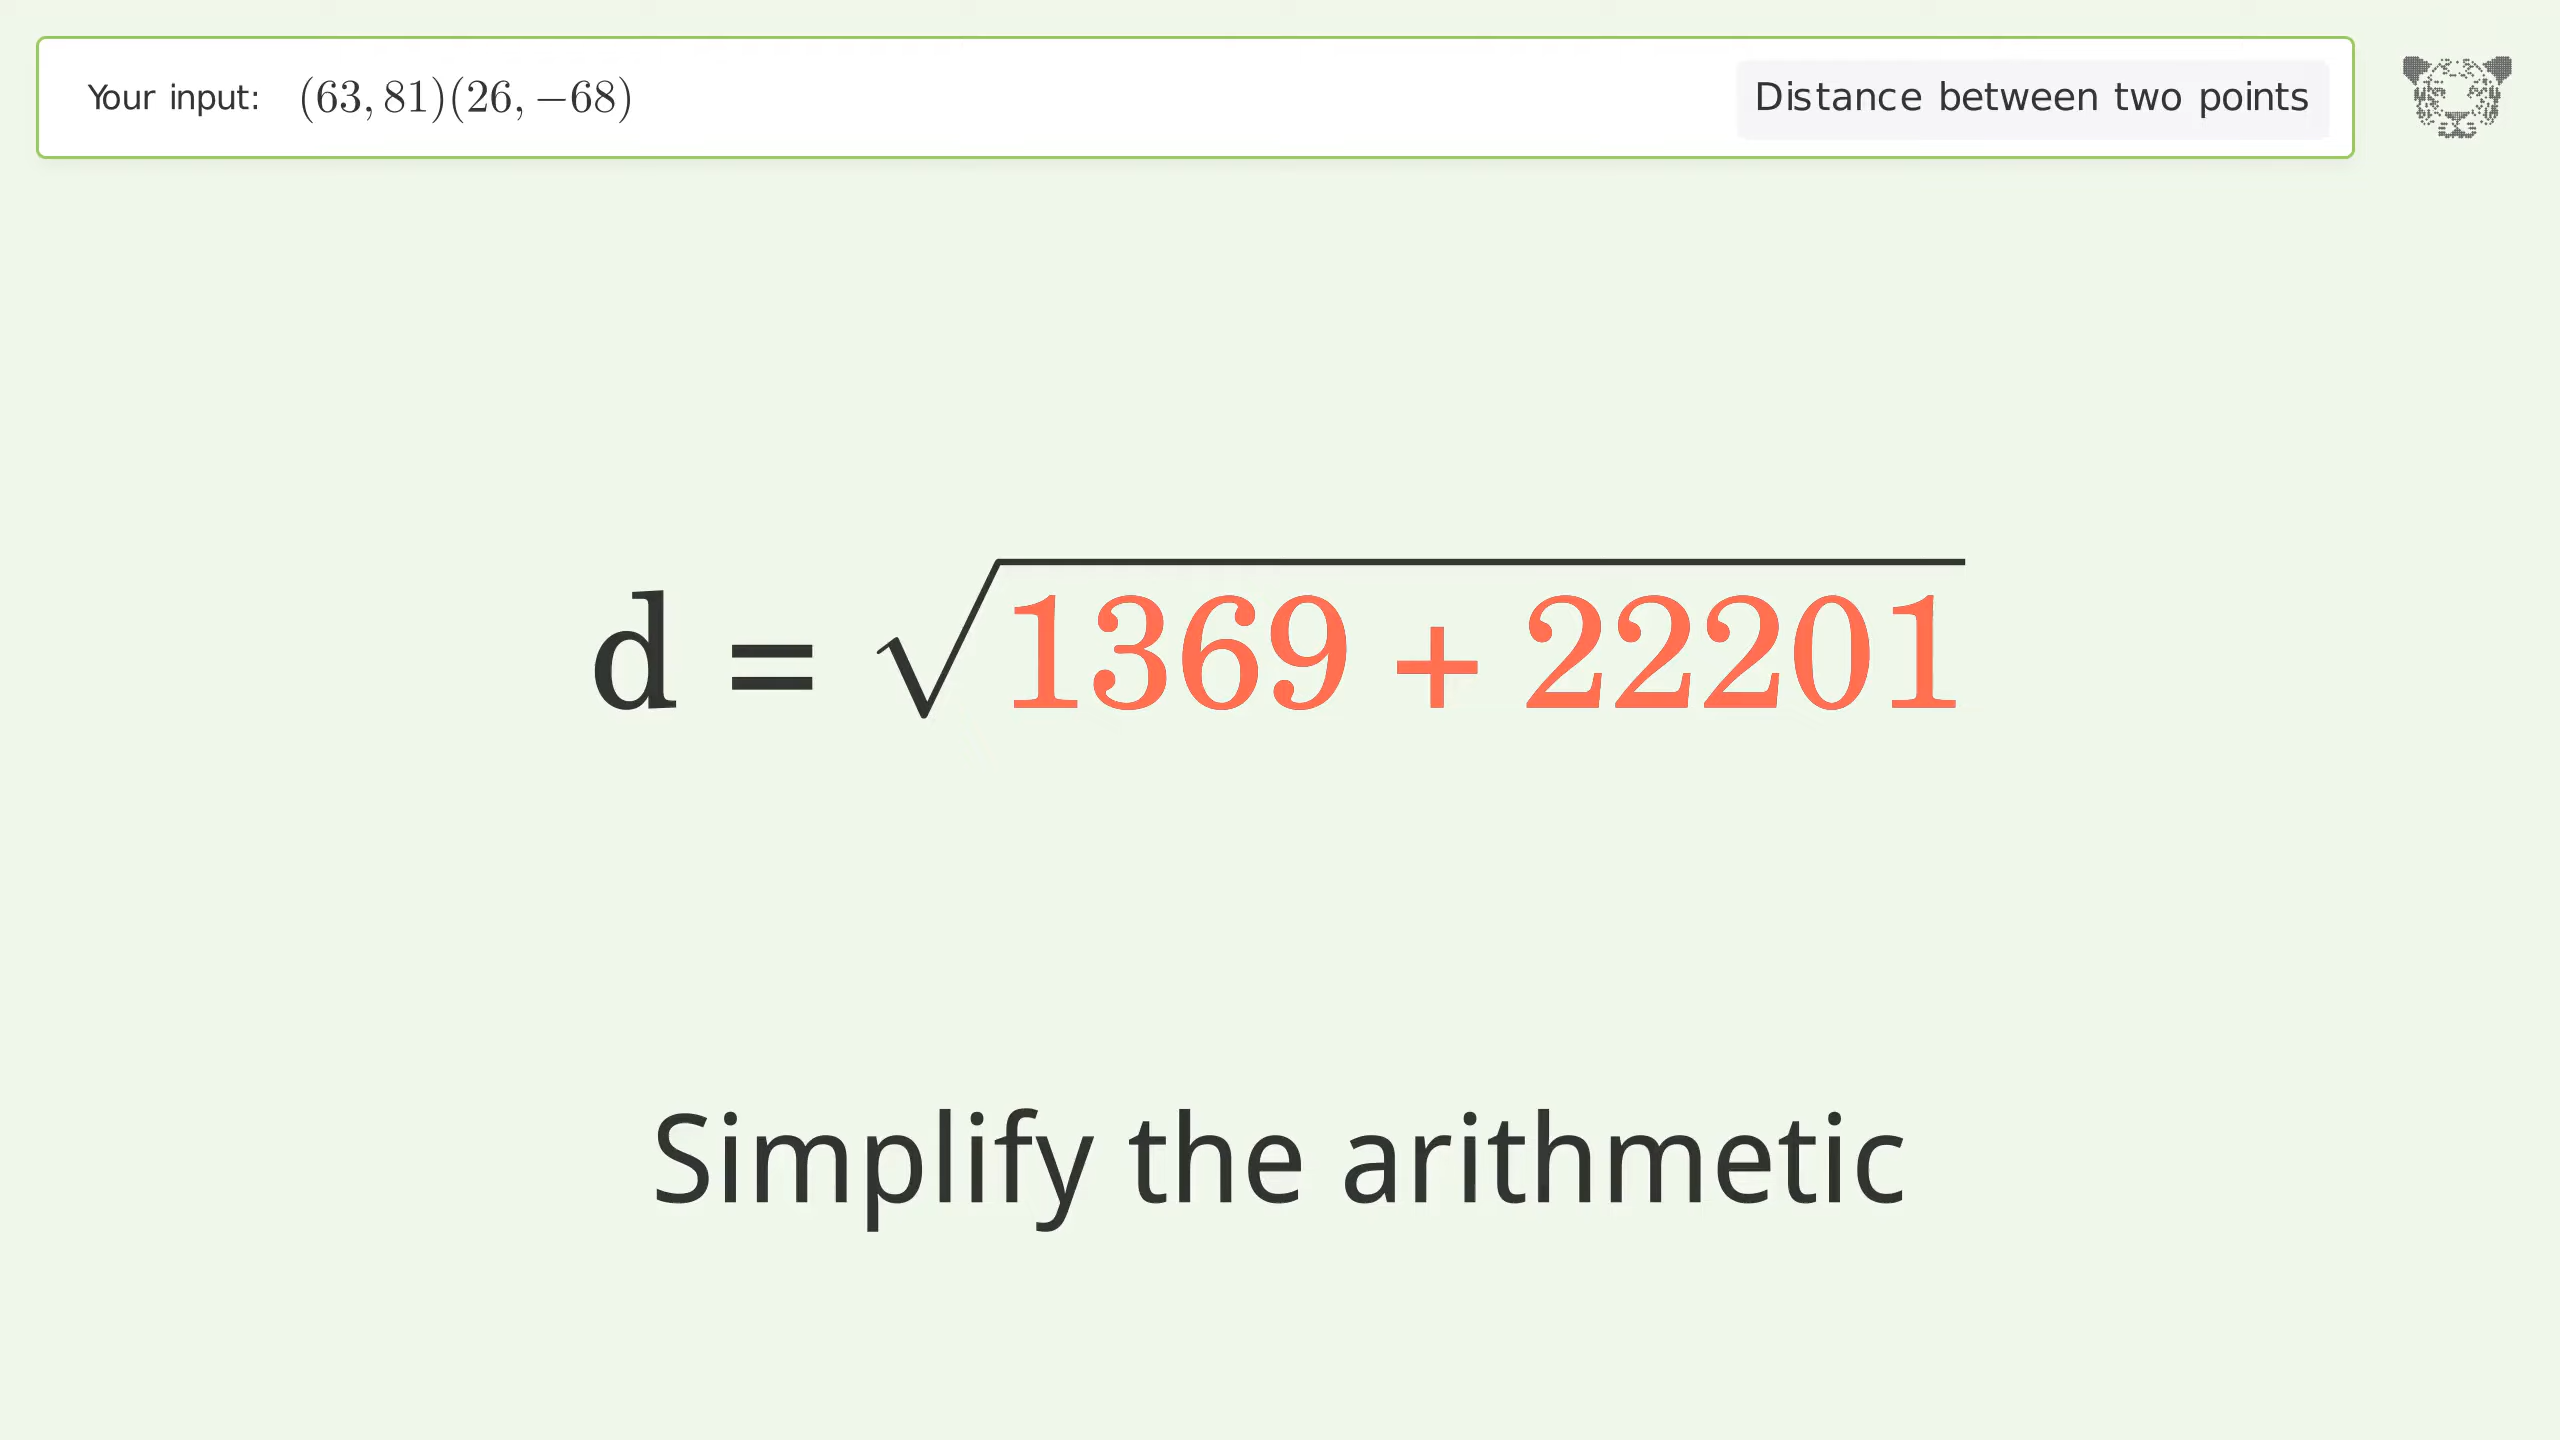 Your input: (63, 81)(26, −68) Distance between two points
d = √1369 + 22201
Simplify the arithmetic